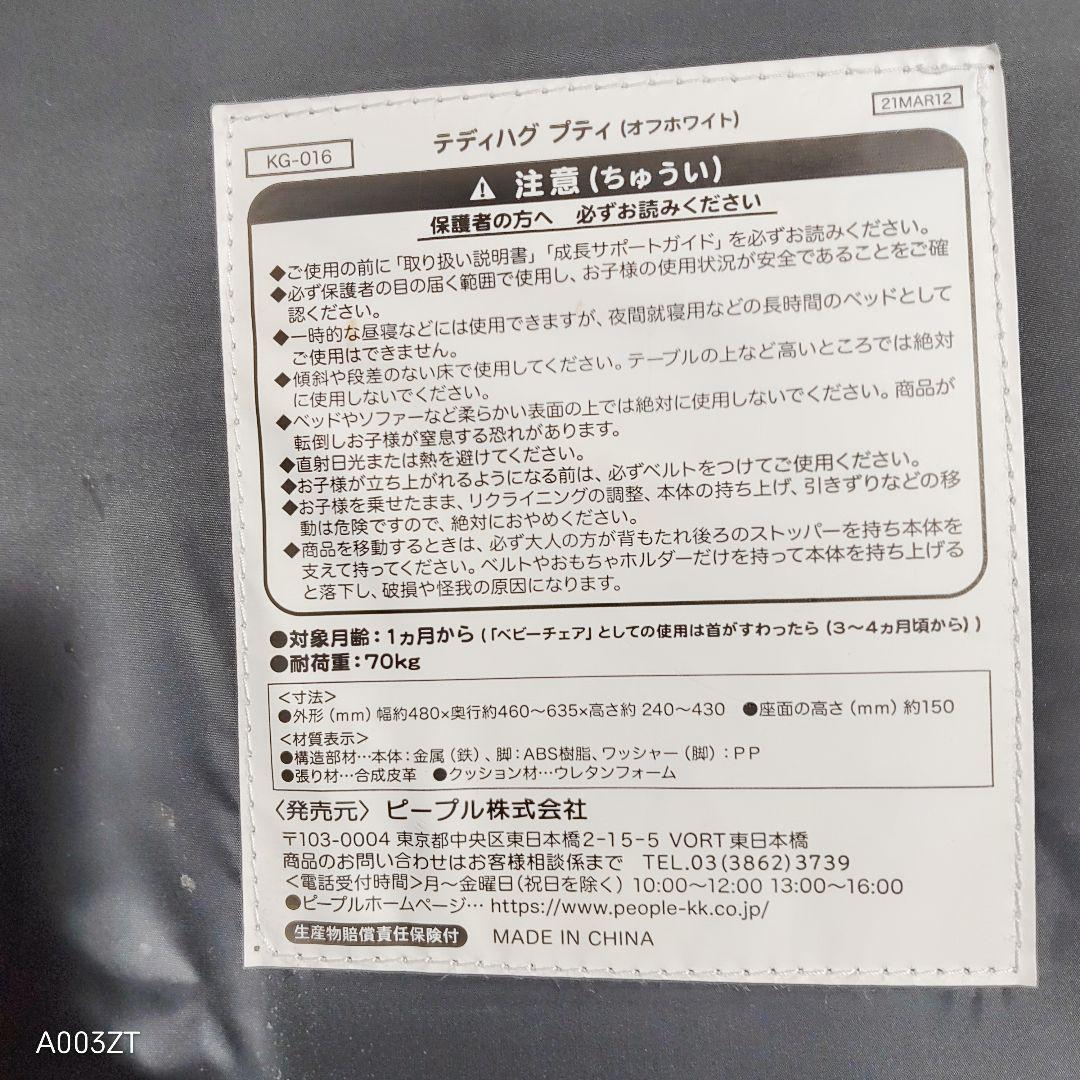 KG-016
テディハグ プティ (オフホワイト)
21MAR12
⚠ 注意(ちゅうい)
保護者の方へ 必ずお読みください
◆ご使用の前に「取り扱い説明書」「成長サポートガイド」を必ずお読みください。
◆必ず保護者の目の届く範囲で使用し、お子様の使用状況が安全であることをご確
認ください。
◆一時的な昼寝などには使用できますが、夜間就寝用などの長時間のベッドとして
ご使用はできません。
◆傾斜や段差のない床で使用してください。テーブルの上など高いところでは絶対
に使用しないでください。
◆ベッドやソファーなど柔らかい表面の上では絶対に使用しないでください。商品が
転倒しお子様が窒息する恐れがあります。
◆直射日光または熱を避けてください。
◆お子様が立ち上がれるようになる前は、必ずベルトをつけてご使用ください。
◆お子様を乗せたまま、リクライニングの調整、本体の持ち上げ、引きずりなどの移
動は危険ですので、絶対におやめください。
◆商品を移動するときは、必ず大人の方が背もたれ後ろのストッパーを持ち本体を
支えて持ってください。ベルトやおもちゃホルダーだけを持って本体を持ち上げる
と落下し、破損や怪我の原因になります。
●対象月齢：1ヵ月から (「ベビーチェア」としての使用は首がすわったら (3〜4ヵ月頃から))
●耐荷重：70kg
<寸法>
●外形 (mm) 幅約480×奥行約460〜635×高さ約 240〜430 ●座面の高さ (mm) 約150
<材質表示>
●構造部材…本体：金属 (鉄)、脚：ABS樹脂、ワッシャー (脚)：PP
●張り材…合成皮革 ●クッション材…ウレタンフォーム
〈発売元〉ピープル株式会社
〒103-0004 東京都中央区東日本橋2-15-5 VORT東日本橋
商品のお問い合わせはお客様相談係まで TEL.03(3862)3739
<電話受付時間>月〜金曜日(祝日を除く) 10:00〜12:00 13:00〜16:00
●ピープルホームページ… https://www.people-kk.co.jp/
生産物賠償責任保険付 MADE IN CHINA
A003ZT